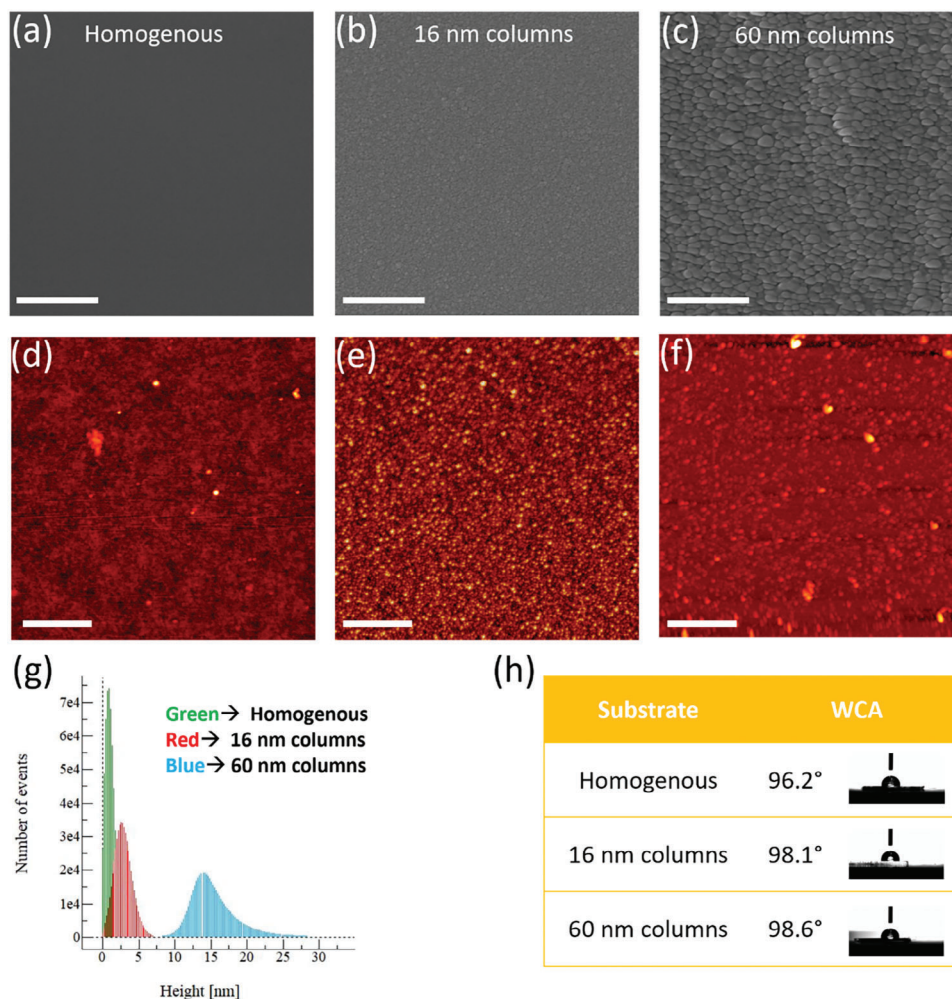 (a) Homogenous
(b) 16 nm columns
(c) 60 nm columns
(d)
(e)
(f)
(g)
7e4
6e4
5e4
4e4
3e4
2e4
1e4
0
Number of events
Green→ Homogenous
Red→ 16 nm columns
Blue→ 60 nm columns
0 5 10 15 20 25 30
Height [nm]
(h)
Substrate WCA
Homogenous 96.2°
16 nm columns 98.1°
60 nm columns 98.6°